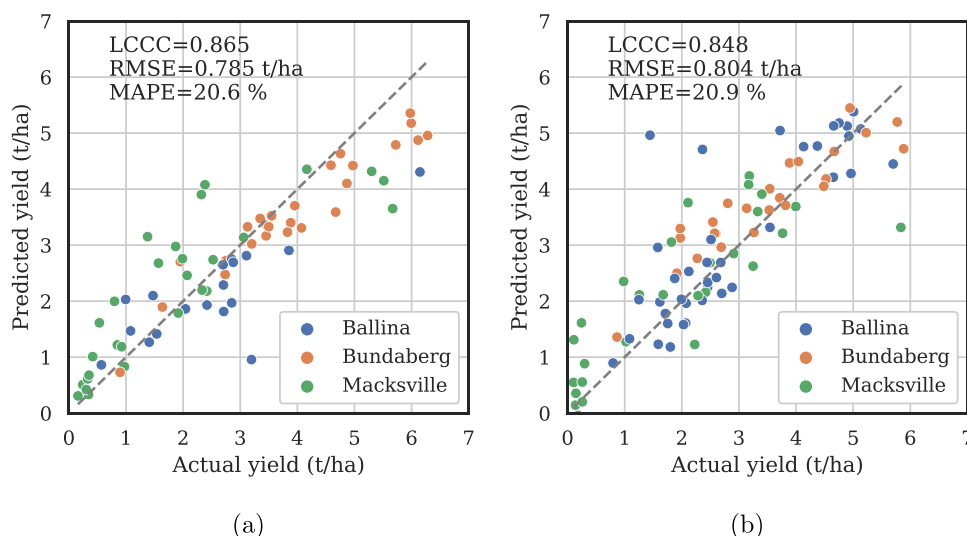 LCCC=0.865
RMSE=0.785 t/ha
MAPE=20.6 %
Predicted yield (t/ha)
7
6
5
4
3
2
1
0
Ballina
Bundaberg
Macksville
0 1 2 3 4 5 6 7
Actual yield (t/ha)
(a)
LCCC=0.848
RMSE=0.804 t/ha
MAPE=20.9 %
Predicted yield (t/ha)
7
6
5
4
3
2
1
0
Ballina
Bundaberg
Macksville
0 1 2 3 4 5 6 7
Actual yield (t/ha)
(b)